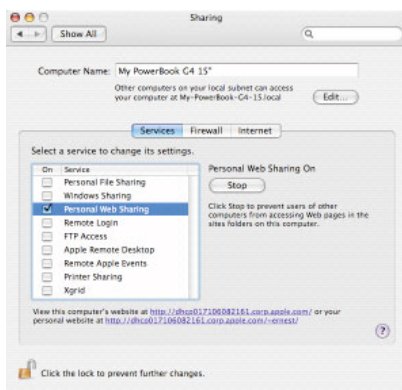 Sharing
Show All
Computer Name: My PowerBook G4 15"
Other computers on your local subnet can access
your computer at My-PowerBook-G4-15.local
Edit...
Services Firewall Internet
Select a service to change its settings.
On Service
Personal File Sharing
Windows Sharing
Personal Web Sharing
Remote Login
FTP Access
Apple Remote Desktop
Remote Apple Events
Printer Sharing
Xgrid
Personal Web Sharing On
Stop
Click Stop to prevent users of other
computers from accessing Web pages in the
sites folders on this computer.
View this computer's website at http://dhcp017106082161.corp.apple.com/ or your
personal website at http://dhcp017106082161.corp.apple.com/~ernest/
?
Click the lock to prevent further changes.